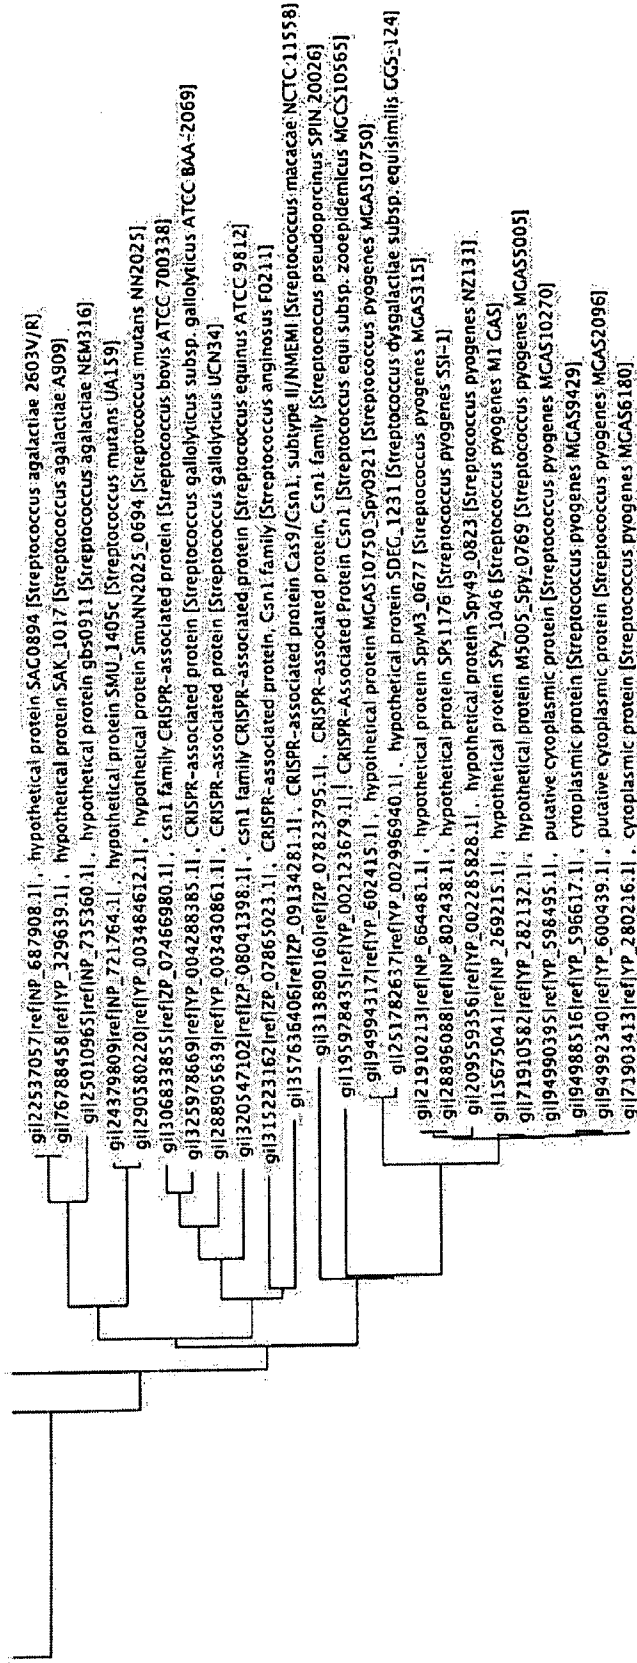 gi|22537057|ref|NP_687908.1|, hypothetical protein SAG0894 [Streptococcus agalactiae 2603V/R]
gi|76788458|ref|YP_329639.1|, hypothetical protein SAK_1017 [Streptococcus agalactiae A909]
gi|25010965|ref|NP_735360.1|, hypothetical protein gbs0911 [Streptococcus agalactiae NEM316]
gi|24379809|ref|NP_721764.1|, hypothetical protein SMU_1405c [Streptococcus mutans UA159]
gi|290580220|ref|YP_003484612.1|, hypothetical protein SmuNN2025_0694 [Streptococcus mutans NN2025]
gi|306833855|ref|ZP_07466980.1|, csn1 family CRISPR-associated protein [Streptococcus bovis ATCC 700338]
gi|325978669|ref|YP_004288385.1|, CRISPR-associated protein [Streptococcus gallolyticus subsp. gallolyticus ATCC BAA-2069]
gi|288905639|ref|YP_003430861.1|, CRISPR-associated protein [Streptococcus gallolyticus UCN34]
gi|320547102|ref|ZP_08041398.1|, csn1 family CRISPR-associated protein [Streptococcus equinus ATCC 9812]
gi|315223162|ref|ZP_07865023.1|, CRISPR-associated protein, Csn1 family [Streptococcus anginosus F0211]
gi|357636406|ref|ZP_09134281.1|, CRISPR-associated protein Cas9/Csn1, subtype II/NMEMI [Streptococcus macacae NCTC 11558]
gi|313890160|ref|ZP_07823795.1|, CRISPR-associated protein, Csn1 family [Streptococcus pseudoporcinus SPIN 20026]
gi|195978435|ref|YP_002123679.1|, CRISPR-Associated Protein Csn1 [Streptococcus equi subsp. zooepidemicus MGCS10565]
gi|94994317|ref|YP_602415.1|, hypothetical protein MGAS10750_Spy0921 [Streptococcus pyogenes MGAS10750]
gi|251782637|ref|YP_002996940.1|, hypothetical protein SDEG_1231 [Streptococcus dysgalactiae subsp. equisimilis GGS_124]
gi|21910213|ref|NP_664481.1|, hypothetical protein SpyM3_0677 [Streptococcus pyogenes MGAS315]
gi|28896088|ref|NP_802438.1|, hypothetical protein SPs1176 [Streptococcus pyogenes SSI-1]
gi|209559356|ref|YP_002285828.1|, hypothetical protein Spy49_0823 [Streptococcus pyogenes NZ131]
gi|15675041|ref|NP_269215.1|, hypothetical protein SPy_1046 [Streptococcus pyogenes M1 GAS]
gi|71910582|ref|YP_282132.1|, hypothetical protein M5005_Spy_0769 [Streptococcus pyogenes MGAS5005]
gi|94990395|ref|YP_598495.1|, putative cytoplasmic protein [Streptococcus pyogenes MGAS10270]
gi|94988516|ref|YP_596617.1|, cytoplasmic protein [Streptococcus pyogenes MGAS9429]
gi|94992340|ref|YP_600439.1|, putative cytoplasmic protein [Streptococcus pyogenes MGAS2096]
gi|71903413|ref|YP_280216.1|, cytoplasmic protein [Streptococcus pyogenes MGAS6180]